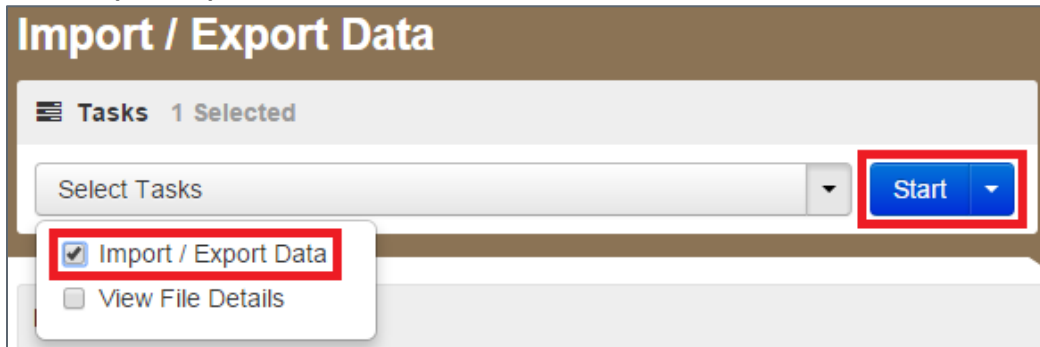 Import / Export Data
Tasks 1 Selected
Select Tasks
Start
Import / Export Data
View File Details